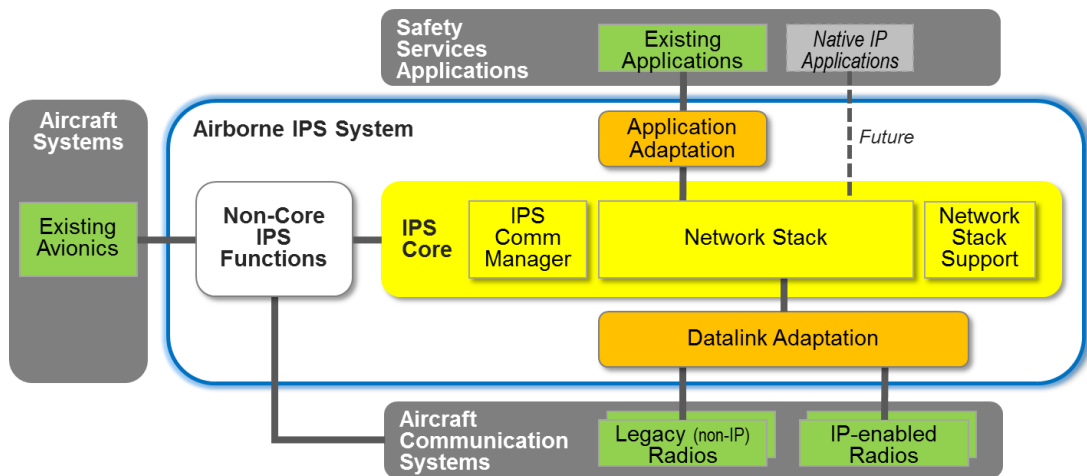 Safety
Services
Applications
Existing
Applications
Native IP
Applications
Aircraft
Systems
Existing
Avionics
Airborne IPS System
Application
Adaptation
Future
Non-Core
IPS
Functions
IPS
Core
IPS
Comm
Manager
Network Stack
Network
Stack
Support
Datalink Adaptation
Aircraft
Communication
Systems
Legacy (non-IP)
Radios
IP-enabled
Radios